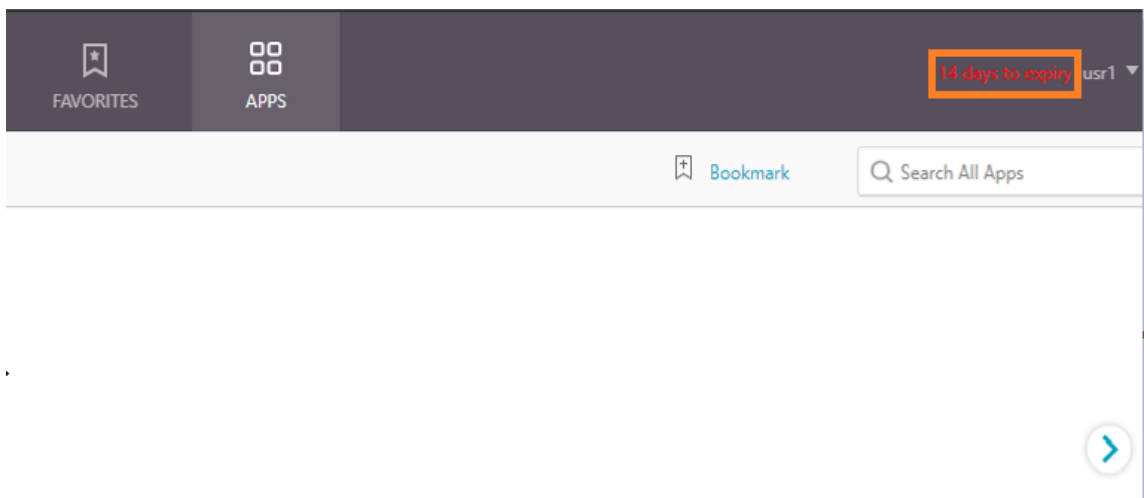 FAVORITES
APPS
14 days to expiry usr1
Bookmark
Search All Apps